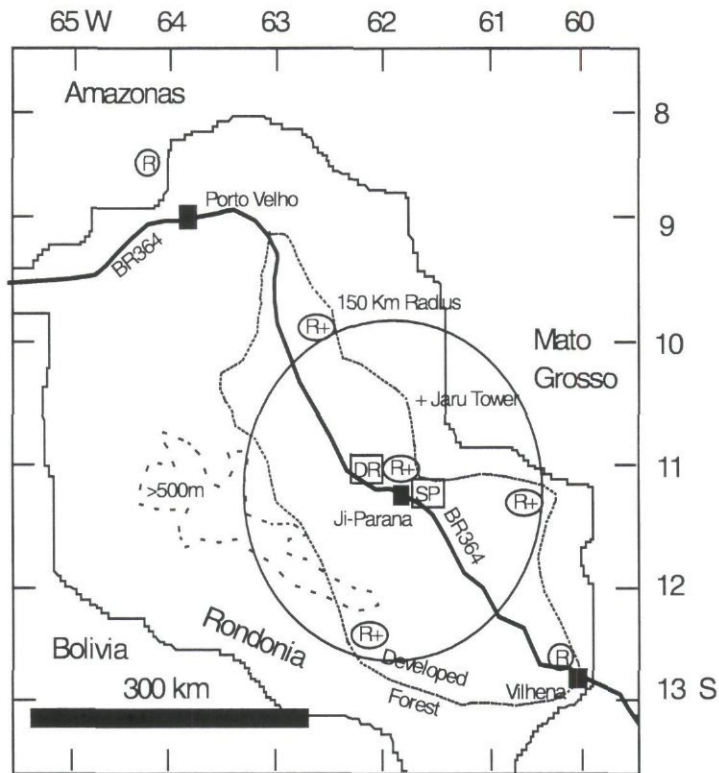 65 W 64 63 62 61 60
Amazonas
8
R
Porto Velho
9
BR364
150 Km Radius
R+
10
Mato
Grosso
+ Jaru Tower
DR
R+
11
>500m
SP
R+
Ji-Parana
BR364
12
R+
Rondonia
Bolivia
Developed
R
Forest
Vilhena
300 km
13 S